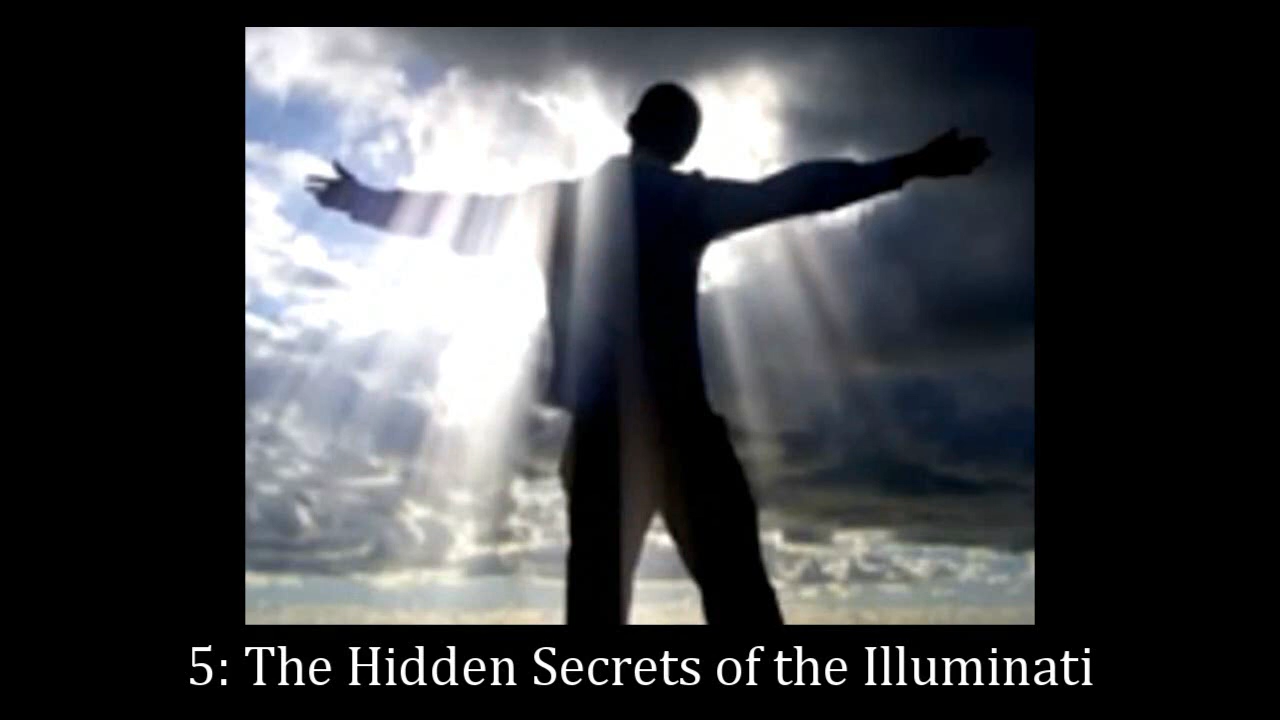 5: The Hidden Secrets of the Illuminati